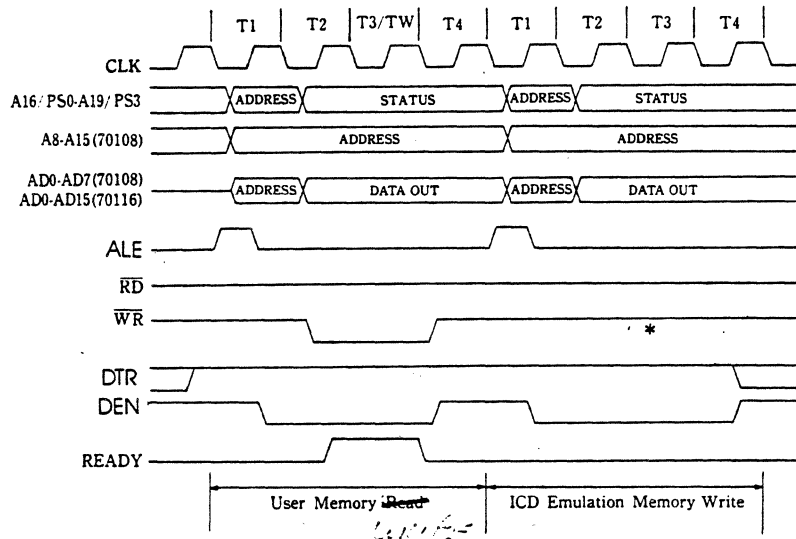 T1 T2 T3/TW T4 T1 T2 T3 T4
CLK
A16/PS0-A19/PS3 ADDRESS STATUS ADDRESS STATUS
A8-A15(70108) ADDRESS ADDRESS
AD0-AD7(70108)
AD0-AD15(70116)
ADDRESS DATA OUT ADDRESS DATA OUT
ALE
RD
WR *
DTR
DEN
READY
User Memory Read ICD Emulation Memory Write